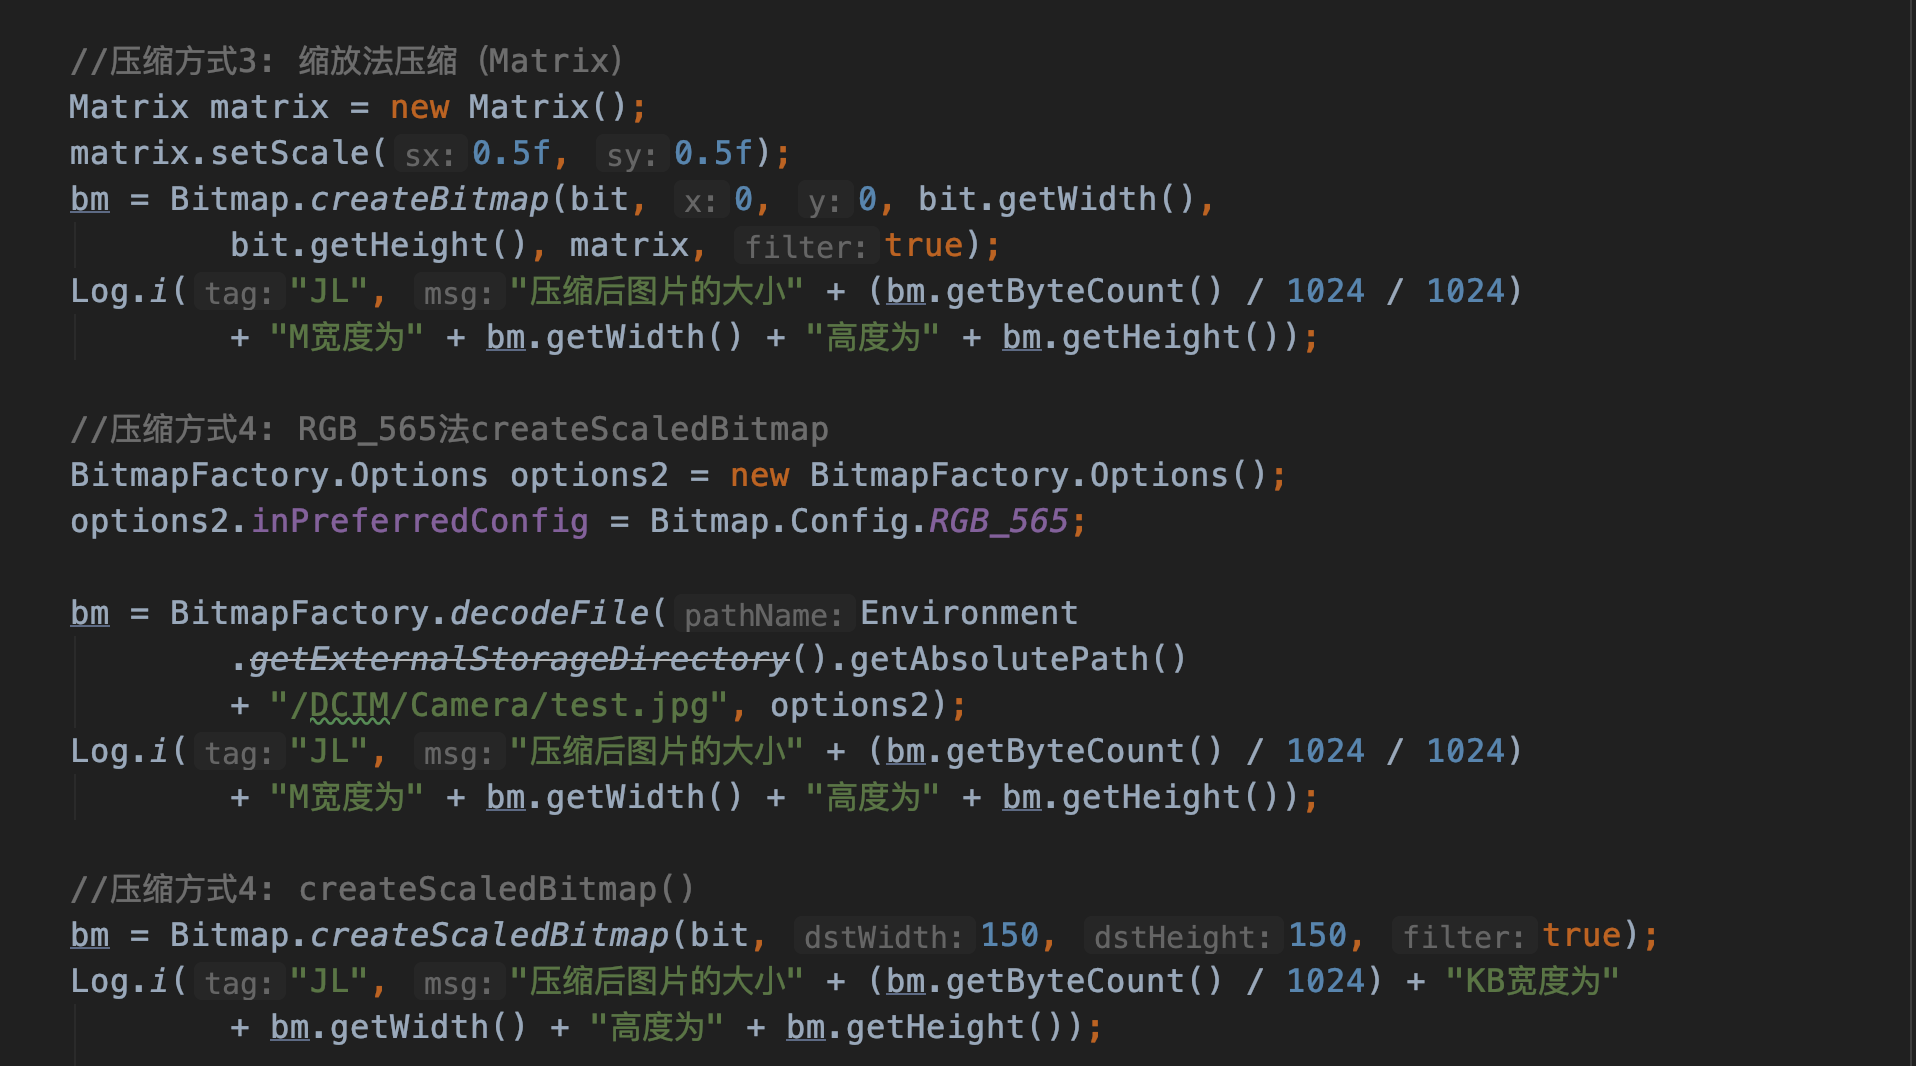 //压缩方式3: 缩放法压缩 (Matrix)
Matrix matrix = new Matrix();
matrix.setScale( sx: 0.5f, sy: 0.5f);
bm = Bitmap.createBitmap(bit, x: 0, y: 0, bit.getWidth(),
bit.getHeight(), matrix, filter: true);
Log.i( tag: "JL", msg: "压缩后图片的大小" + (bm.getByteCount() / 1024 / 1024)
+ "M宽度为" + bm.getWidth() + "高度为" + bm.getHeight());
//压缩方式4: RGB_565法createScaledBitmap
BitmapFactory.Options options2 = new BitmapFactory.Options();
options2.inPreferredConfig = Bitmap.Config.RGB_565;
bm = BitmapFactory.decodeFile( pathName: Environment
.getExternalStorageDirectory().getAbsolutePath()
+ "/DCIM/Camera/test.jpg", options2);
Log.i( tag: "JL", msg: "压缩后图片的大小" + (bm.getByteCount() / 1024 / 1024)
+ "M宽度为" + bm.getWidth() + "高度为" + bm.getHeight());
//压缩方式4: createScaledBitmap()
bm = Bitmap.createScaledBitmap(bit, dstWidth: 150, dstHeight: 150, filter: true);
Log.i( tag: "JL", msg: "压缩后图片的大小" + (bm.getByteCount() / 1024) + "KB宽度为"
+ bm.getWidth() + "高度为" + bm.getHeight());